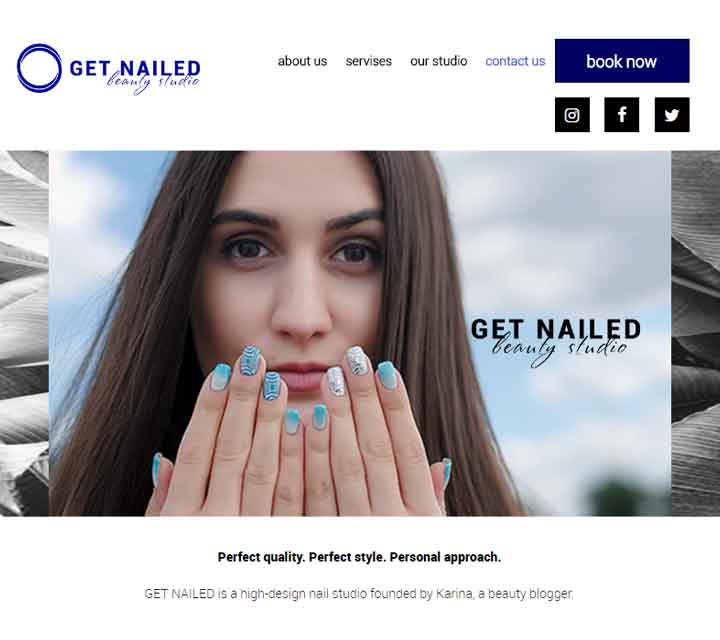 GET NAILED
beauty studio
about us servises our studio contact us book now
GET NAILED
beauty studio
Perfect quality. Perfect style. Personal approach.
GET NAILED is a high-design nail studio founded by Karina, a beauty blogger.